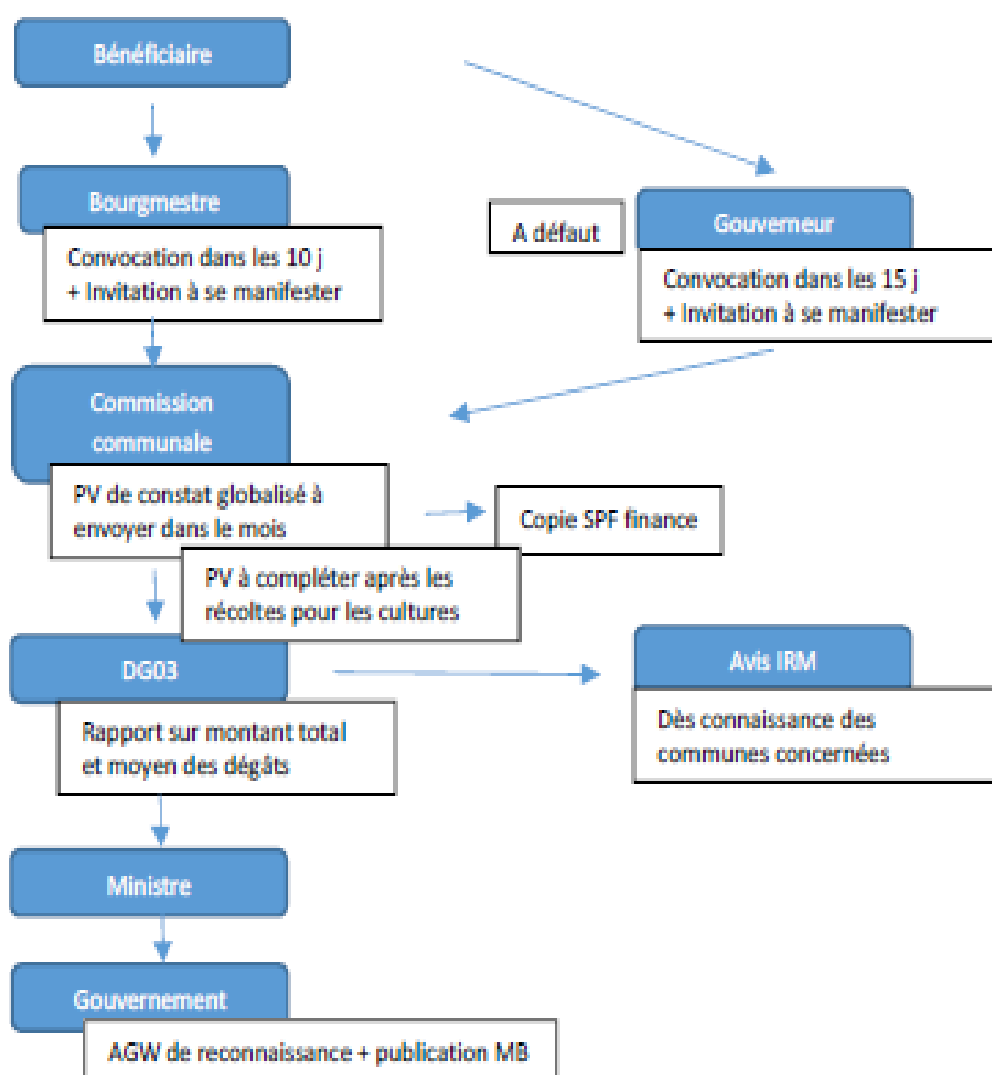 Bénéficiaire
Bourgmestre
Convocation dans les 10 j
+ Invitation à se manifester
A défaut
Gouverneur
Convocation dans les 15 j
+ Invitation à se manifester
Commission
communale
PV de constat globalisé à
envoyer dans le mois
Copie SPF finance
PV à compléter après les
récoltes pour les cultures
DG03
Rapport sur montant total
et moyen des dégâts
Avis IRM
Dès connaissance des
communes concernées
Ministre
Gouvernement
AGW de reconnaissance + publication MB